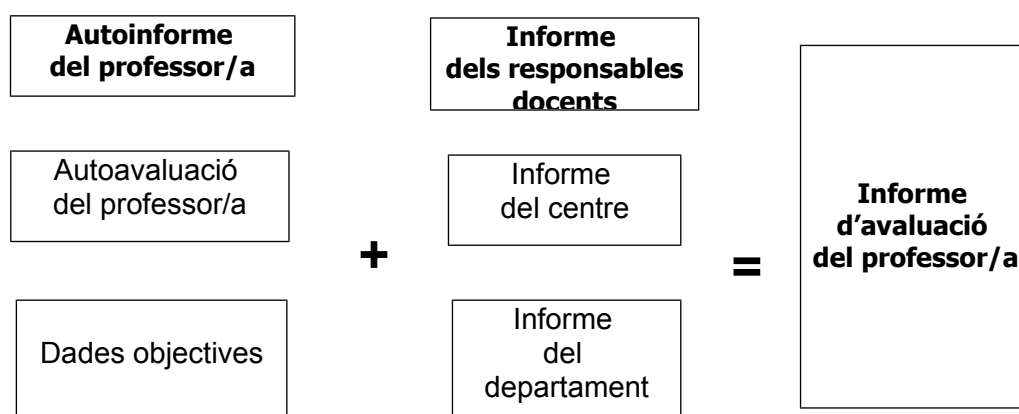 Autoinforme
del professor/a
Informe
dels responsables
docents
Autoavaluació
del professor/a
Informe
del centre
+
=
Informe
d’avaluació
del professor/a
Dades objectives
Informe
del
departament